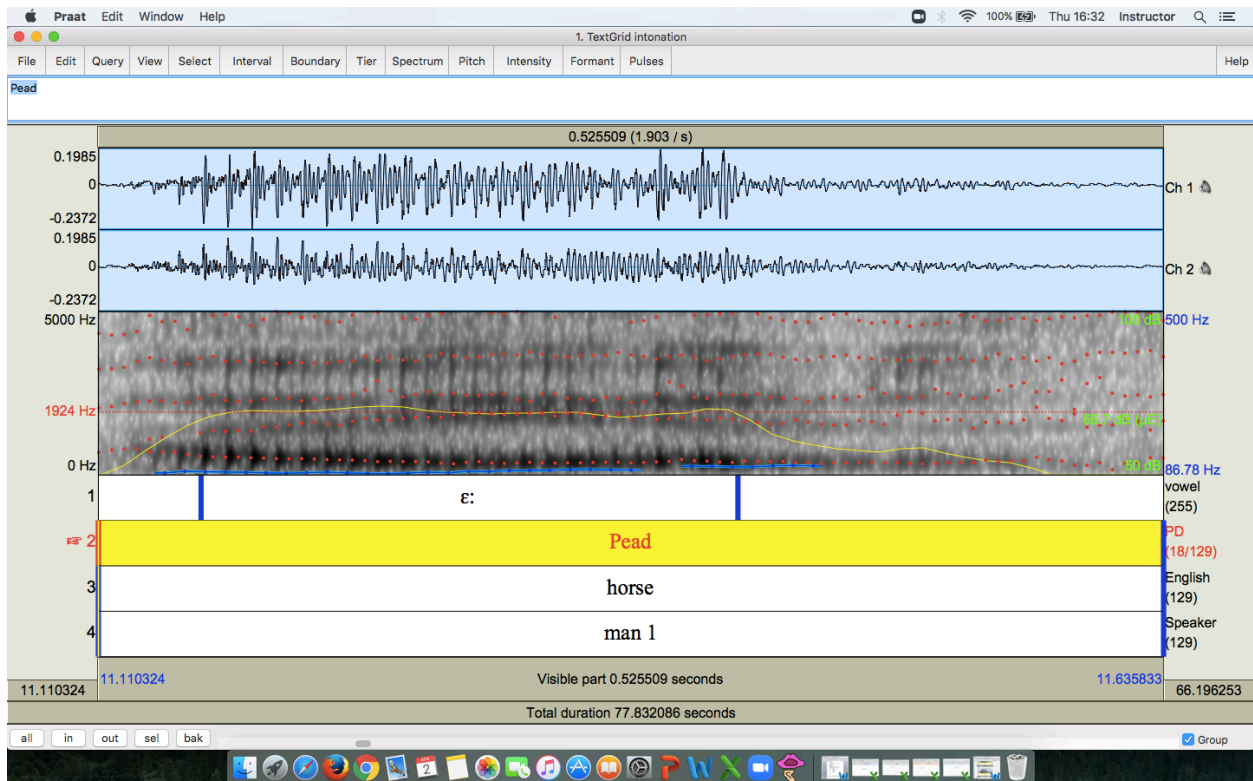 Praat Edit Window Help 100% Thu 16:32 Instructor
1. TextGrid intonation
File Edit Query View Select Interval Boundary Tier Spectrum Pitch Intensity Formant Pulses Help
Pead
0.525509 (1.903 / s)
0.1985
0
-0.2372
Ch 1
0.1985
0
-0.2372
Ch 2
5000 Hz 100 dB 500 Hz
1924 Hz
0 Hz 50 dB 86.78 Hz
1 ɛː vowel (255)
2 Pead PD (18/129)
3 horse English (129)
4 man 1 Speaker (129)
11.110324 11.110324 Visible part 0.525509 seconds 11.635833 66.196253
Total duration 77.832086 seconds
all in out sel bak Group